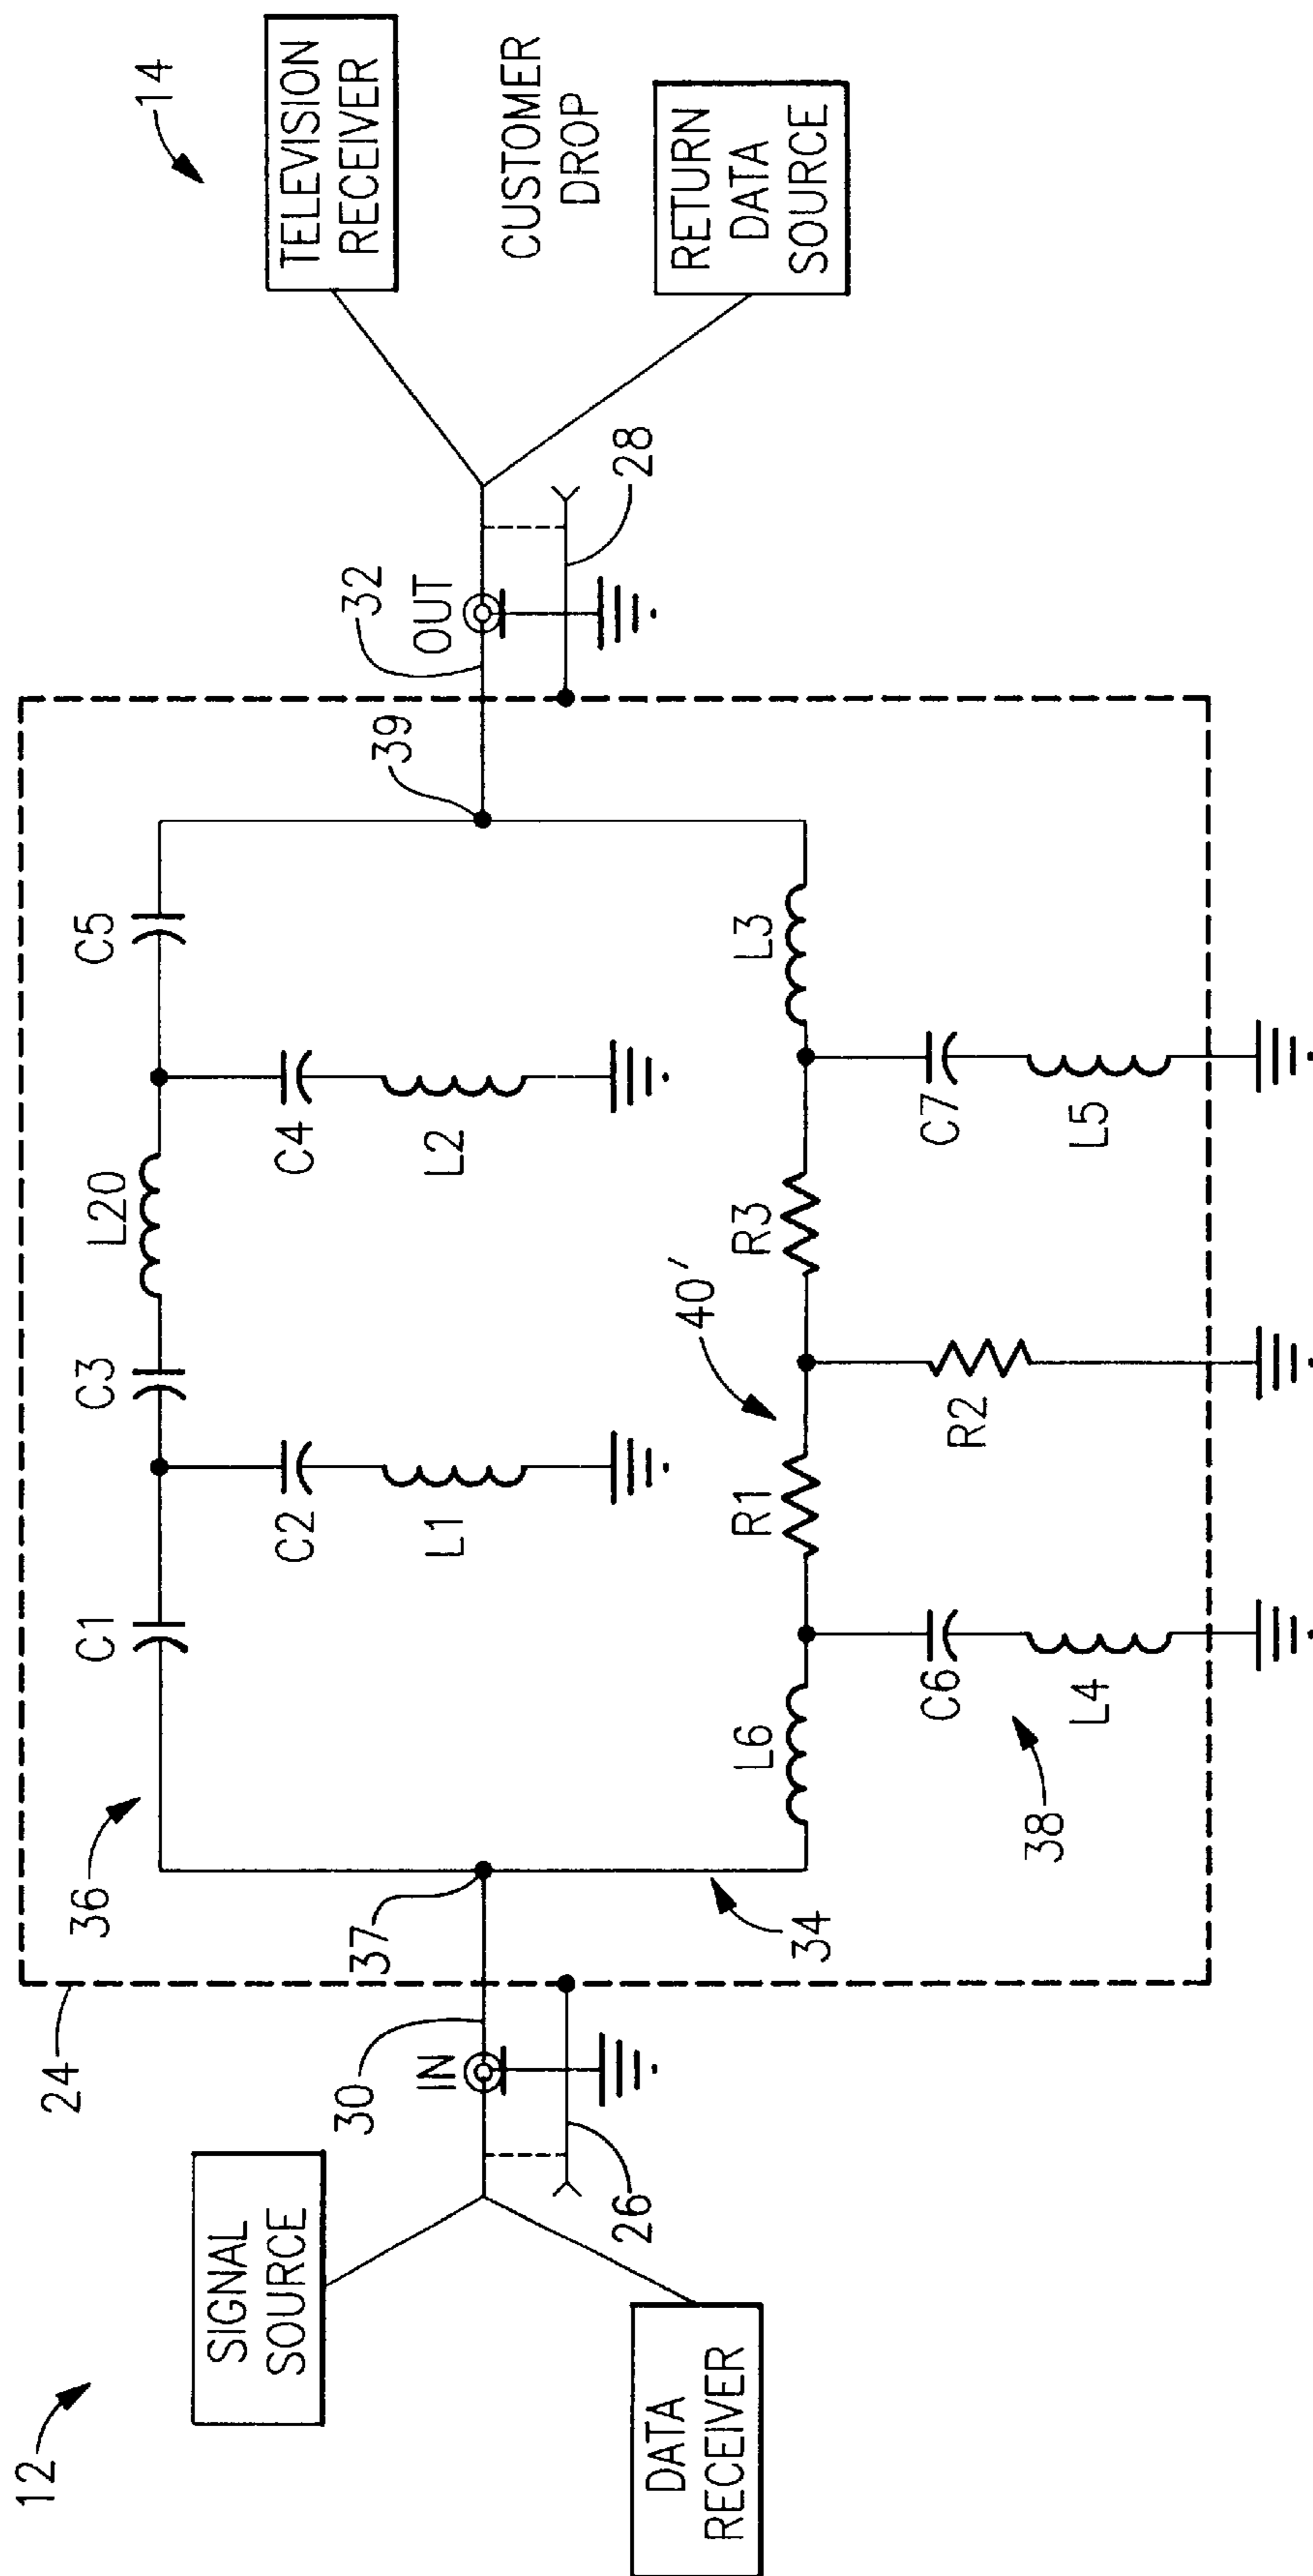 12
SIGNAL
SOURCE
DATA
RECEIVER
30
IN
26
24
36
37
34
C1
C2
L1
C3
L20
C4
L2
C5
L6
C6
L4
38
R1
40'
R2
R3
L3
C7
L5
39
32
OUT
28
14
TELEVISION
RECEIVER
CUSTOMER
DROP
RETURN
DATA
SOURCE